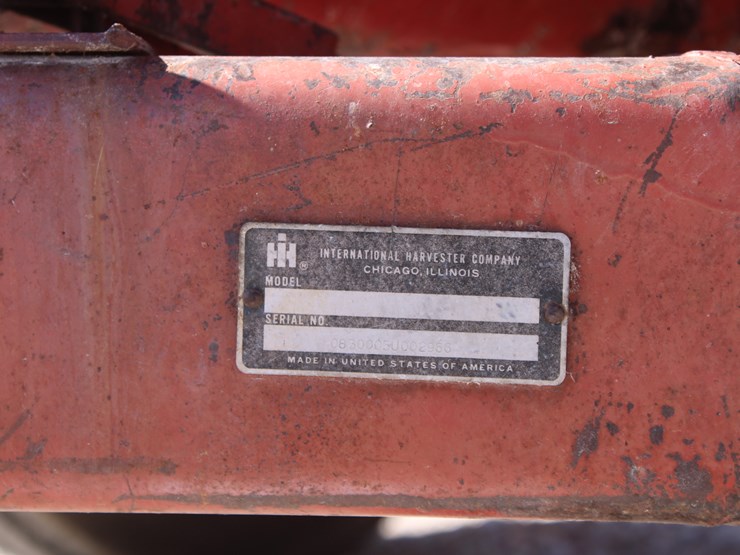 IH ®
INTERNATIONAL HARVESTER COMPANY
CHICAGO, ILLINOIS
MODEL
SERIAL NO.
MADE IN UNITED STATES OF AMERICA